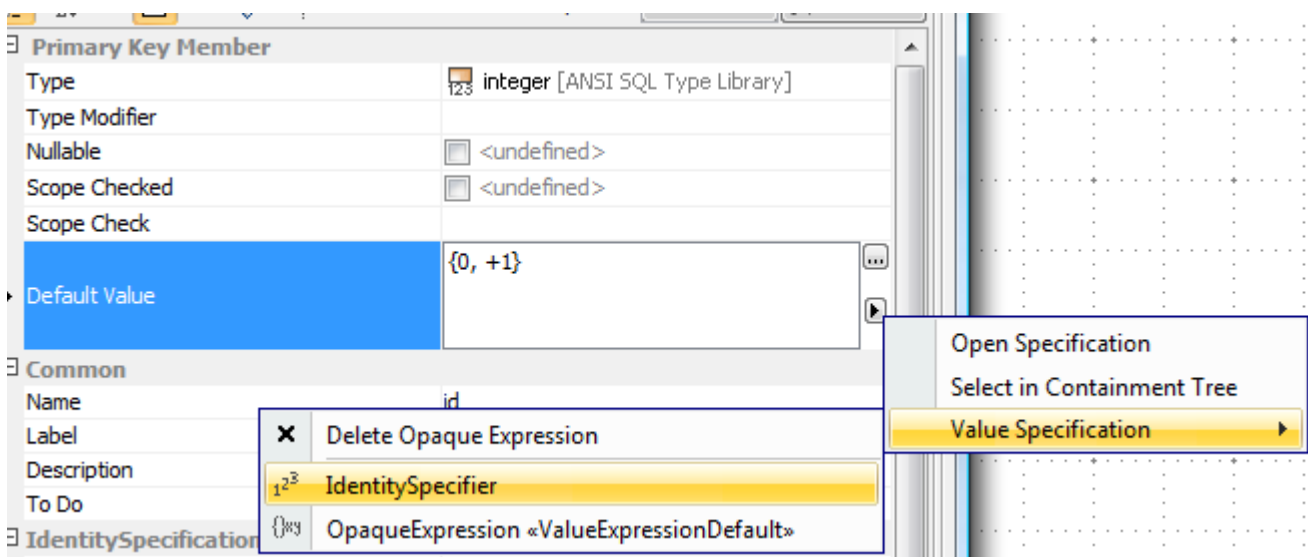 Primary Key Member
Type integer [ANSI SQL Type Library]
Type Modifier
Nullable <undefined>
Scope Checked <undefined>
Scope Check
Default Value {0, +1}
Open Specification
Select in Containment Tree
Value Specification
Common
Name id
Label
Description
To Do
Delete Opaque Expression
IdentitySpecifier
OpaqueExpression «ValueExpressionDefault»
IdentitySpecification